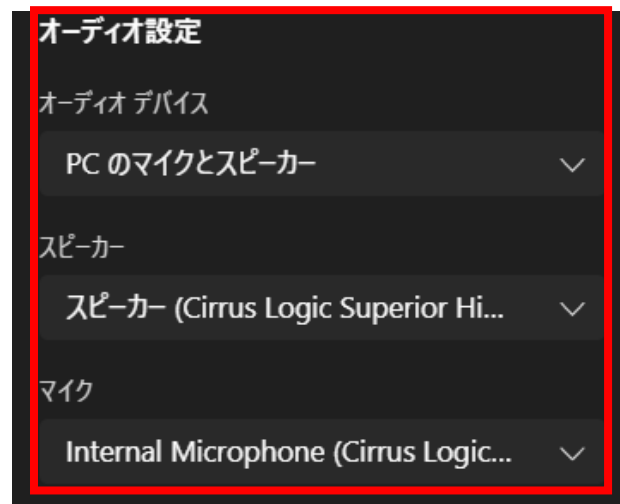 オーディオ設定
オーディオ デバイス
PC のマイクとスピーカー
スピーカー
スピーカー (Cirrus Logic Superior Hi...
マイク
Internal Microphone (Cirrus Logic...